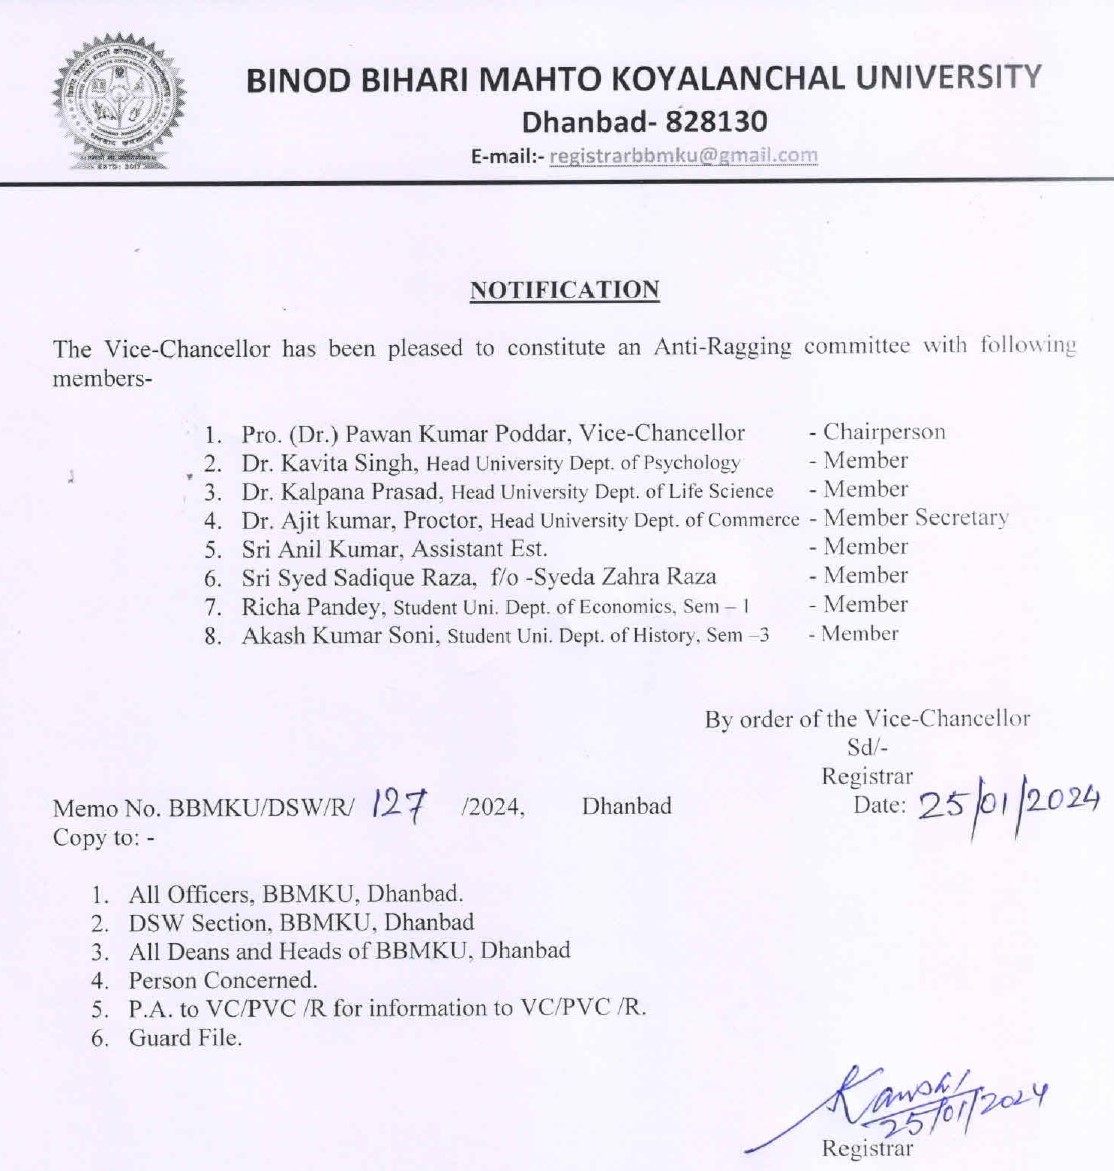 BINOD BIHARI MAHTO KOYALANCHAL UNIVERSITY
Dhanbad- 828130
E-mail:- registrarbbmku@gmail.com
NOTIFICATION
The Vice-Chancellor has been pleased to constitute an Anti-Ragging committee with following
members-
1. Pro. (Dr.) Pawan Kumar Poddar, Vice-Chancellor - Chairperson
2. Dr. Kavita Singh, Head University Dept. of Psychology - Member
3. Dr. Kalpana Prasad, Head University Dept. of Life Science - Member
4. Dr. Ajit kumar, Proctor, Head University Dept. of Commerce - Member Secretary
5. Sri Anil Kumar, Assistant Est. - Member
6. Sri Syed Sadique Raza, f/o -Syeda Zahra Raza - Member
7. Richa Pandey, Student Uni. Dept. of Economics, Sem – I - Member
8. Akash Kumar Soni, Student Uni. Dept. of History, Sem –3 - Member
By order of the Vice-Chancellor
Sd/-
Registrar
Memo No. BBMKU/DSW/R/ 127 /2024, Dhanbad Date: 25/01/2024
Copy to: -
1. All Officers, BBMKU, Dhanbad.
2. DSW Section, BBMKU, Dhanbad
3. All Deans and Heads of BBMKU, Dhanbad
4. Person Concerned.
5. P.A. to VC/PVC /R for information to VC/PVC /R.
6. Guard File.
25/01/2024
Registrar